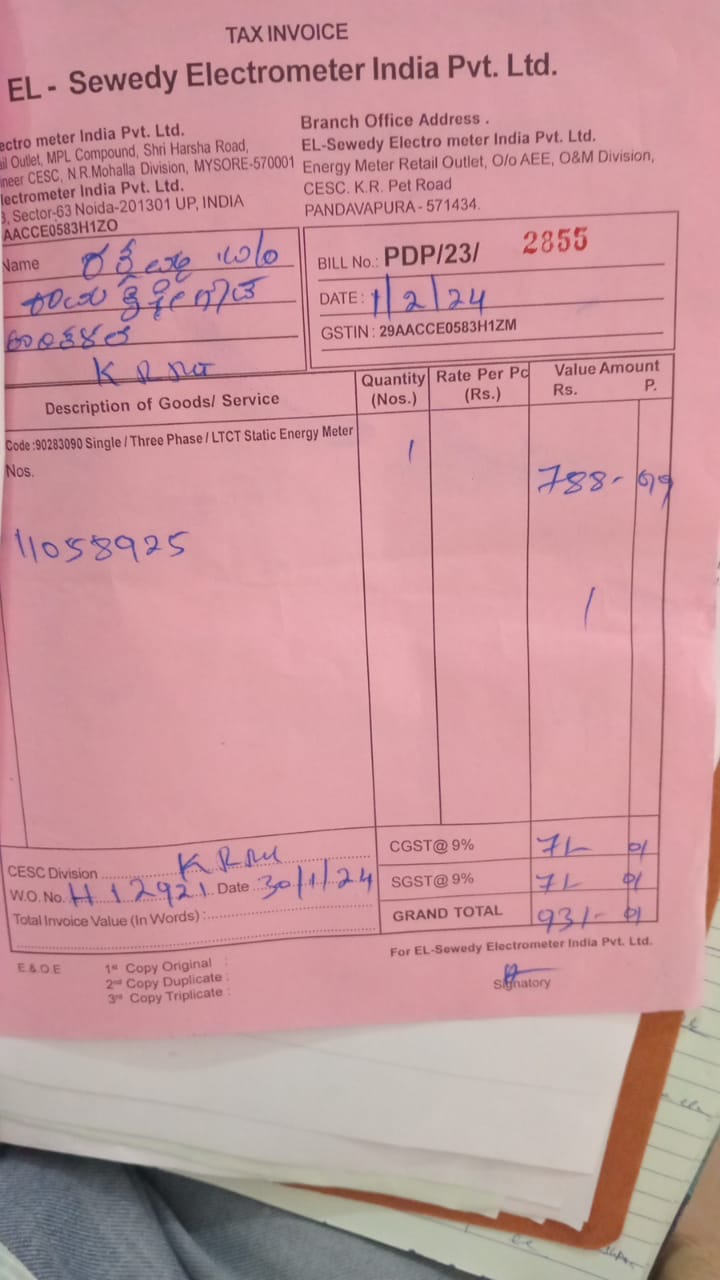 TAX INVOICE
EL - Sewedy Electrometer India Pvt. Ltd.
ectro meter India Pvt. Ltd.
ail Outlet, MPL Compound, Shri Harsha Road,
ineer CESC, N.R.Mohalla Division, MYSORE-570001
lectrometer India Pvt. Ltd.
3, Sector-63 Noida-201301 UP, INDIA
AACCE0583H1ZO
Branch Office Address .
EL-Sewedy Electro meter India Pvt. Ltd.
Energy Meter Retail Outlet, O/o AEE, O&M Division,
CESC. K.R. Pet Road
PANDAVAPURA - 571434.
Name
BILL No.: PDP/23/ 2855
DATE : 1/2/24
GSTIN : 29AACCE0583H1ZM
Description of Goods/ Service
Quantity (Nos.)
Rate Per Pc (Rs.)
Value Amount
Rs. P.
Code :90283090 Single / Three Phase / LTCT Static Energy Meter
Nos.
1
788- 99
11058925
CGST@ 9% 71 01
SGST@ 9% 71 01
GRAND TOTAL 931- 01
CESC Division
W.O. No. H 12921 Date 30/1/24
Total Invoice Value (In Words) :
For EL-Sewedy Electrometer India Pvt. Ltd.
Signatory
E & O E
1st Copy Original :
2nd Copy Duplicate :
3rd Copy Triplicate :